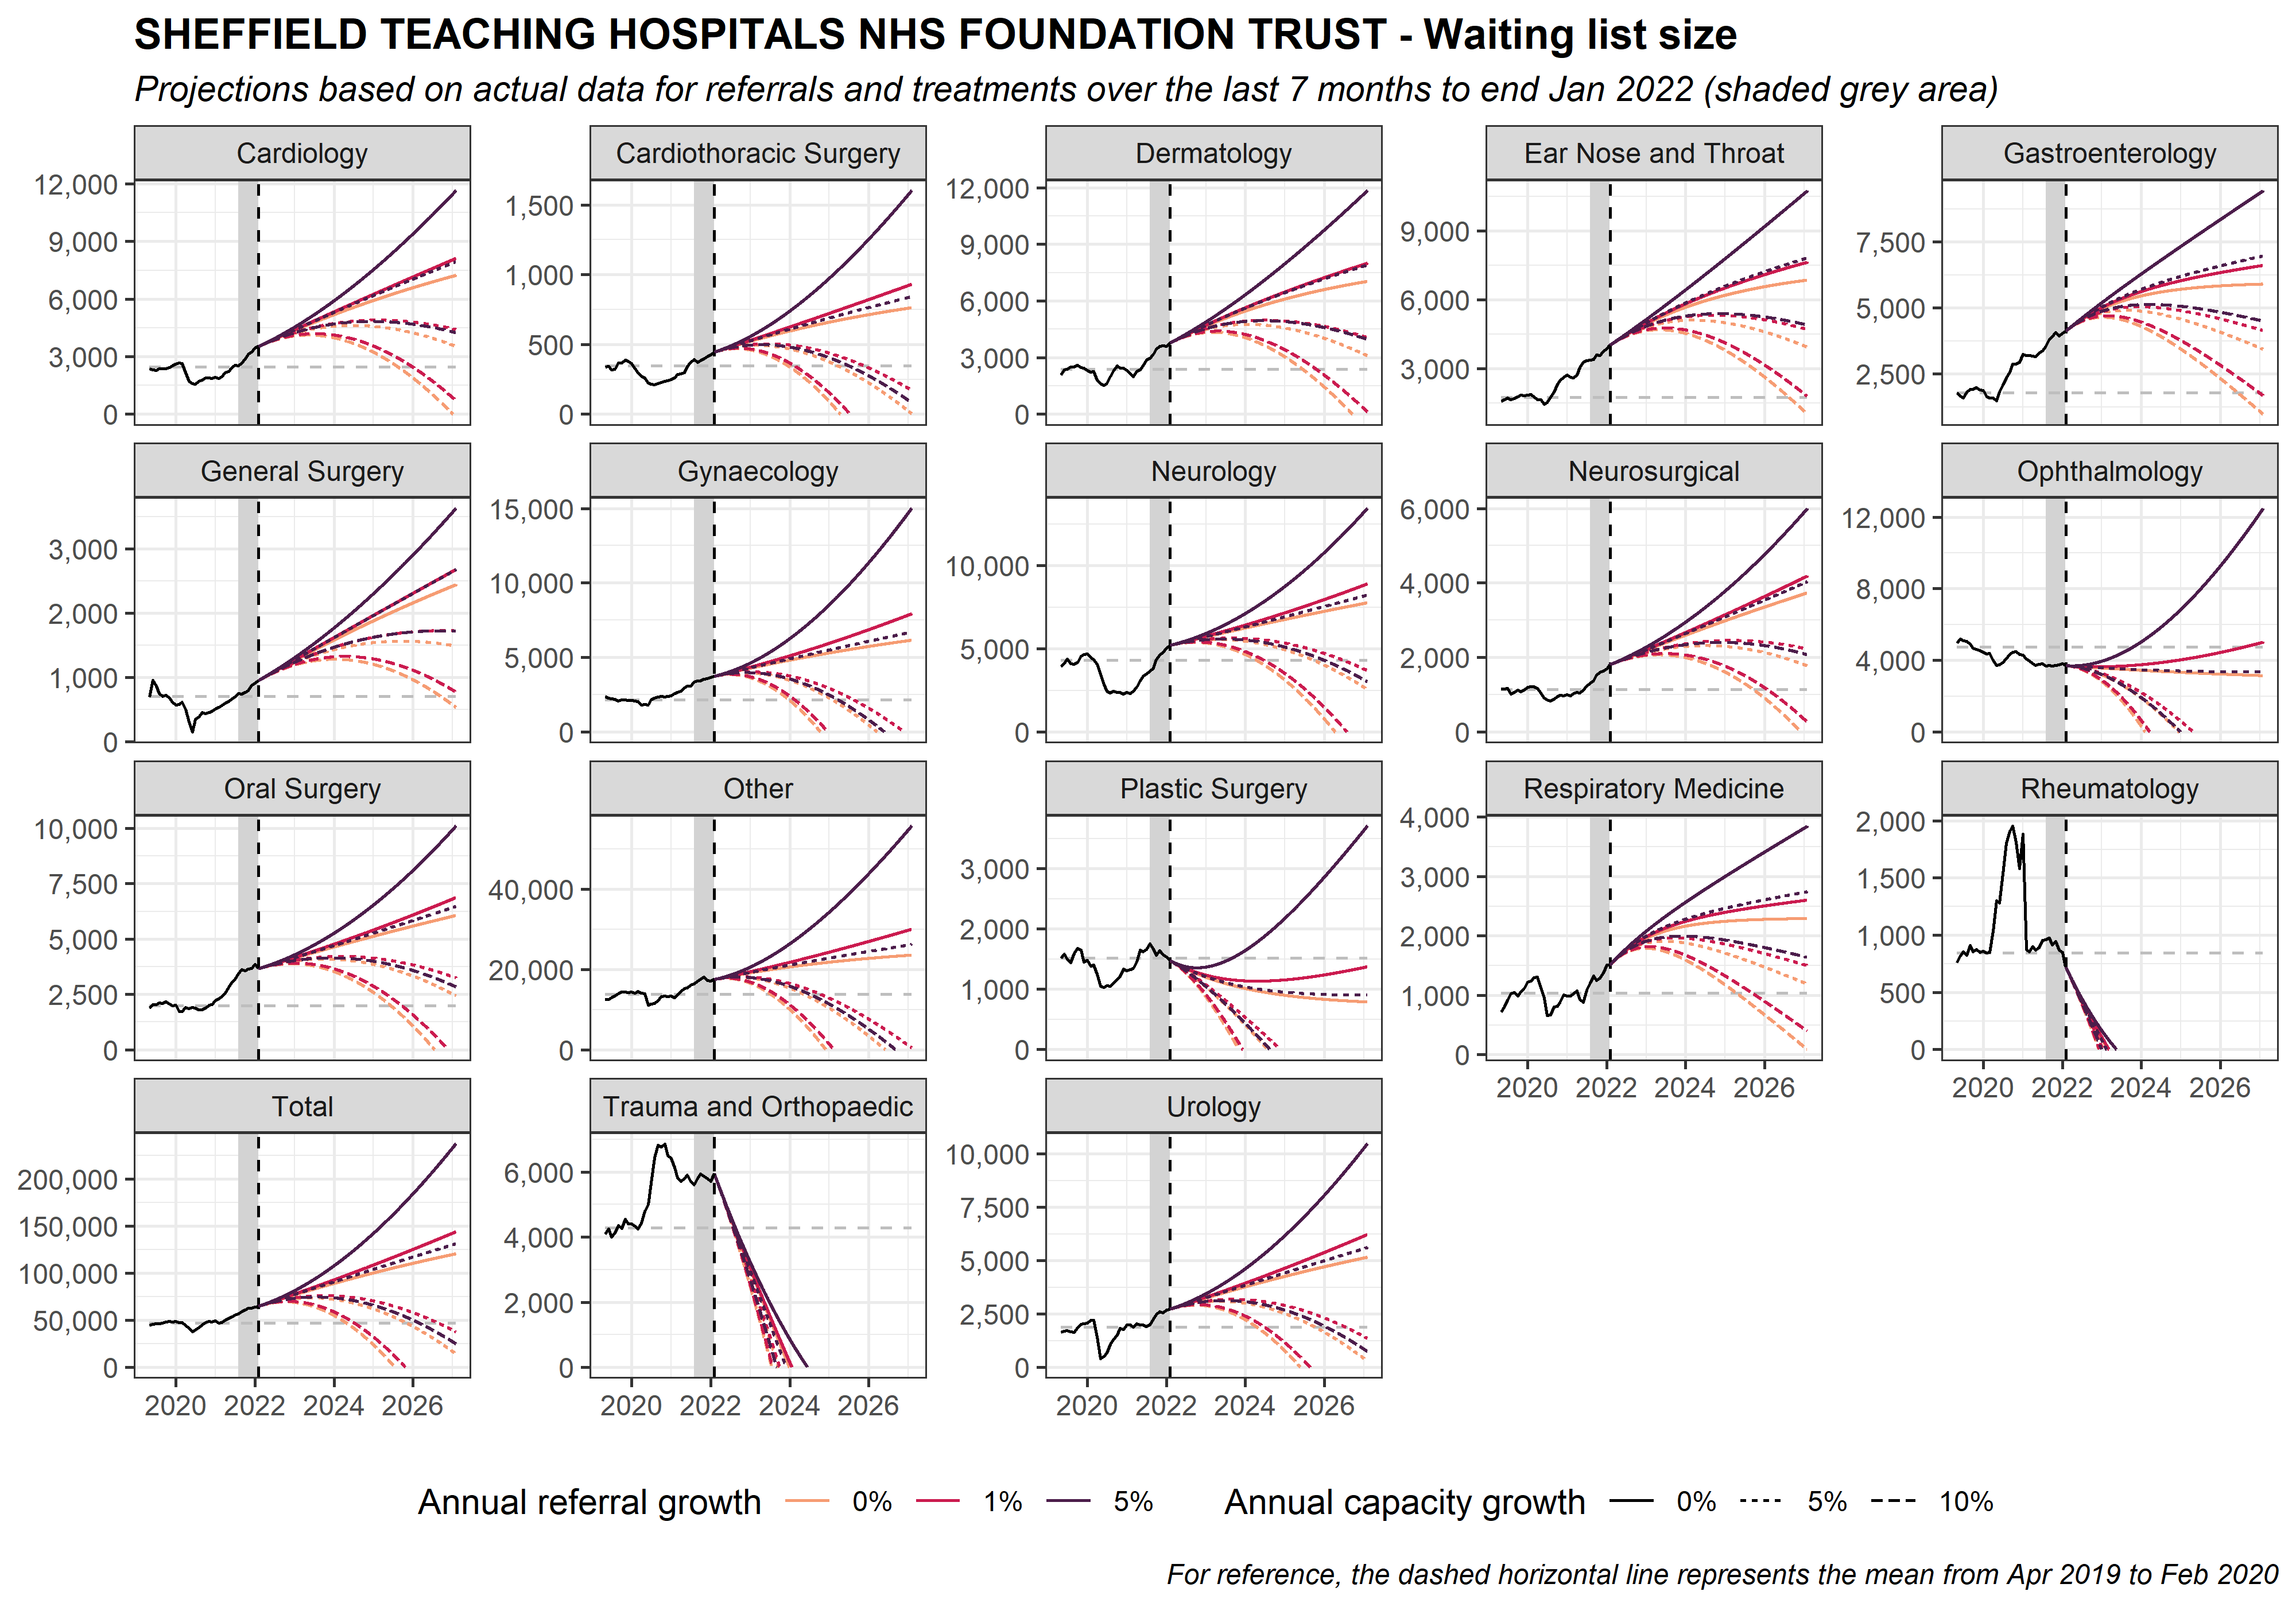 SHEFFIELD TEACHING HOSPITALS NHS FOUNDATION TRUST - Waiting list size
Projections based on actual data for referrals and treatments over the last 7 months to end Jan 2022 (shaded grey area)
Cardiology
12,000
9,000
6,000
3,000
0
Cardiothoracic Surgery
1,500
1,000
500
0
Dermatology
12,000
9,000
6,000
3,000
0
Ear Nose and Throat
9,000
6,000
3,000
Gastroenterology
7,500
5,000
2,500
General Surgery
3,000
2,000
1,000
0
Gynaecology
15,000
10,000
5,000
0
Neurology
10,000
5,000
0
Neurosurgical
6,000
4,000
2,000
0
Ophthalmology
12,000
8,000
4,000
0
Oral Surgery
10,000
7,500
5,000
2,500
0
Other
40,000
20,000
0
Plastic Surgery
3,000
2,000
1,000
0
Respiratory Medicine
4,000
3,000
2,000
1,000
0
2020 2022 2024 2026
Rheumatology
2,000
1,500
1,000
500
0
2020 2022 2024 2026
Total
200,000
150,000
100,000
50,000
0
2020 2022 2024 2026
Trauma and Orthopaedic
6,000
4,000
2,000
0
2020 2022 2024 2026
Urology
10,000
7,500
5,000
2,500
0
2020 2022 2024 2026
Annual referral growth 0% 1% 5% Annual capacity growth 0% 5% 10%
For reference, the dashed horizontal line represents the mean from Apr 2019 to Feb 2020